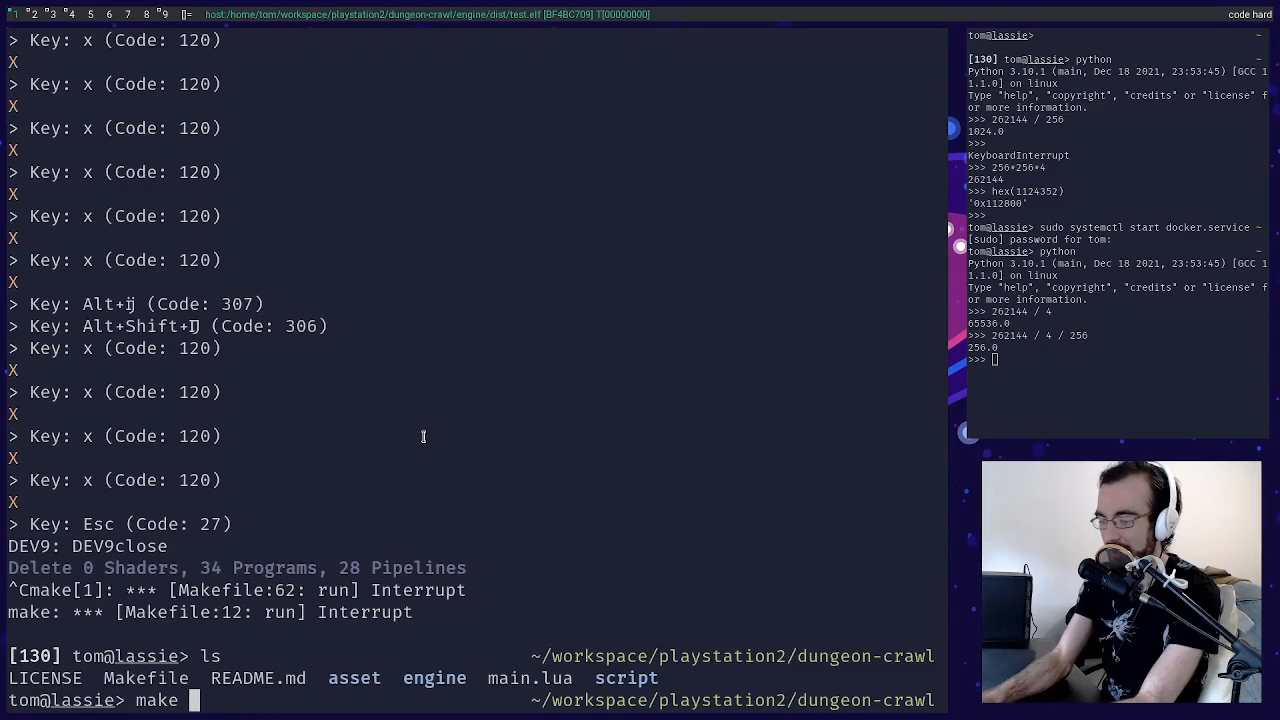 1 2 3 4 5 6 7 8 9 []= host:/home/tom/workspace/playstation2/dungeon-crawl/engine/dist/test.elf [BF4BC709] T[00000000] code hard
> Key: x (Code: 120)
X
> Key: x (Code: 120)
X
> Key: x (Code: 120)
X
> Key: x (Code: 120)
X
> Key: x (Code: 120)
X
> Key: x (Code: 120)
X
> Key: Alt+ĳ (Code: 307)
> Key: Alt+Shift+Ĳ (Code: 306)
> Key: x (Code: 120)
X
> Key: x (Code: 120)
X
> Key: x (Code: 120)
X
> Key: x (Code: 120)
X
> Key: Esc (Code: 27)
DEV9: DEV9close
Delete 0 Shaders, 34 Programs, 28 Pipelines
^Cmake[1]: *** [Makefile:62: run] Interrupt
make: *** [Makefile:12: run] Interrupt
[130] tom@lassie> ls ~/workspace/playstation2/dungeon-crawl
LICENSE Makefile README.md asset engine main.lua script
tom@lassie> make ~/workspace/playstation2/dungeon-crawl
tom@lassie> ~
[130] tom@lassie> python ~
Python 3.10.1 (main, Dec 18 2021, 23:53:45) [GCC 1
1.1.0] on linux
Type "help", "copyright", "credits" or "license" f
or more information.
>>> 262144 / 256
1024.0
>>>
KeyboardInterrupt
>>> 256*256*4
262144
>>> hex(1124352)
'0x112800'
>>>
tom@lassie> sudo systemctl start docker.service ~
[sudo] password for tom:
tom@lassie> python ~
Python 3.10.1 (main, Dec 18 2021, 23:53:45) [GCC 1
1.1.0] on linux
Type "help", "copyright", "credits" or "license" f
or more information.
>>> 262144 / 4
65536.0
>>> 262144 / 4 / 256
256.0
>>>